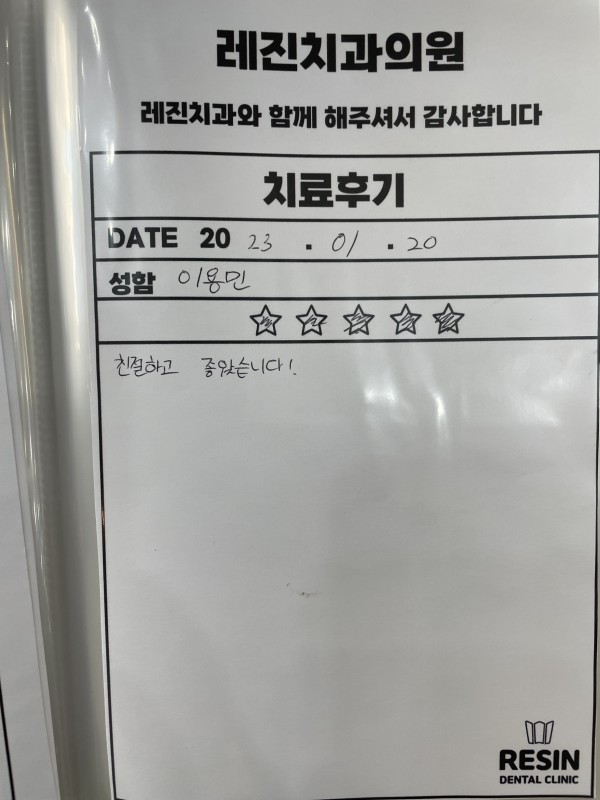 레진치과의원
레진치과와 함께 해주셔서 감사합니다
치료후기
DATE 20 23 . 01 . 20
성함 이용민
친절하고 좋았습니다!
RESIN
DENTAL CLINIC